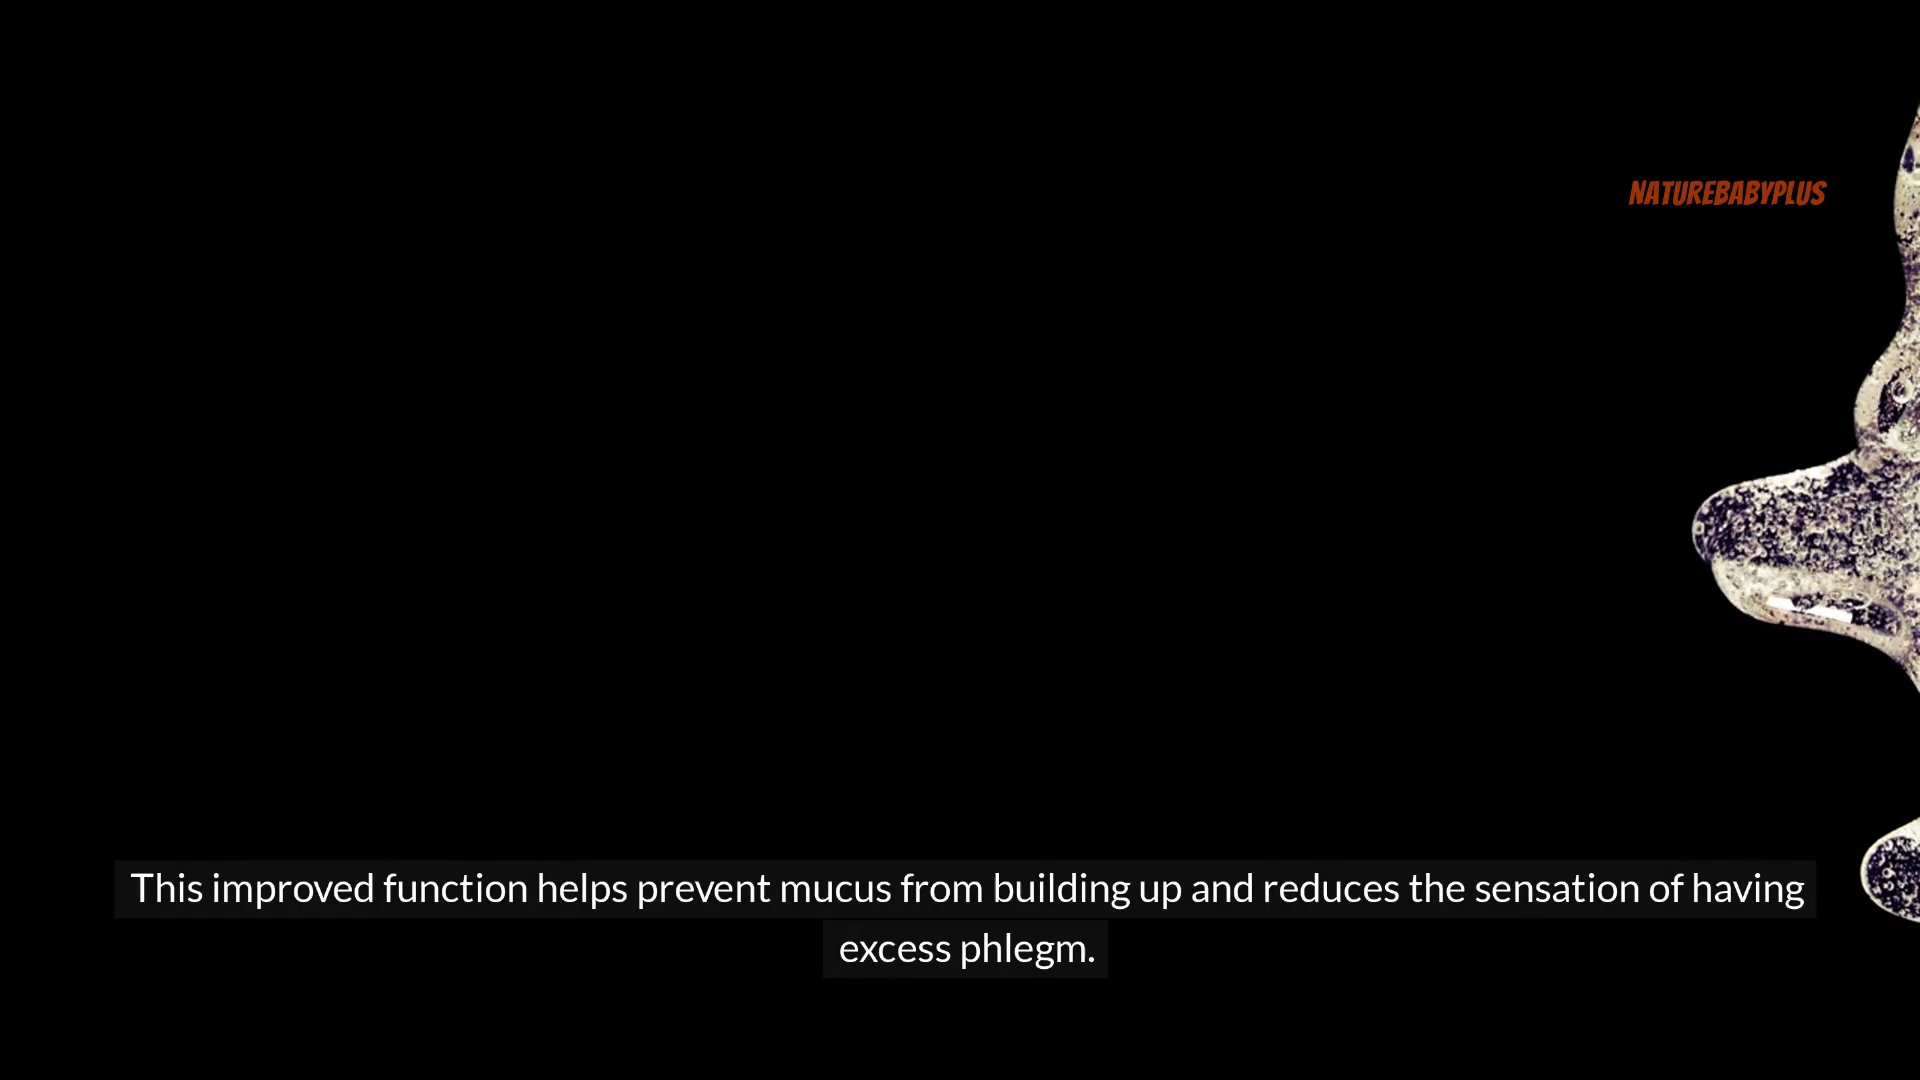 NATUREBABYPLUS
This improved function helps prevent mucus from building up and reduces the sensation of having
excess phlegm.